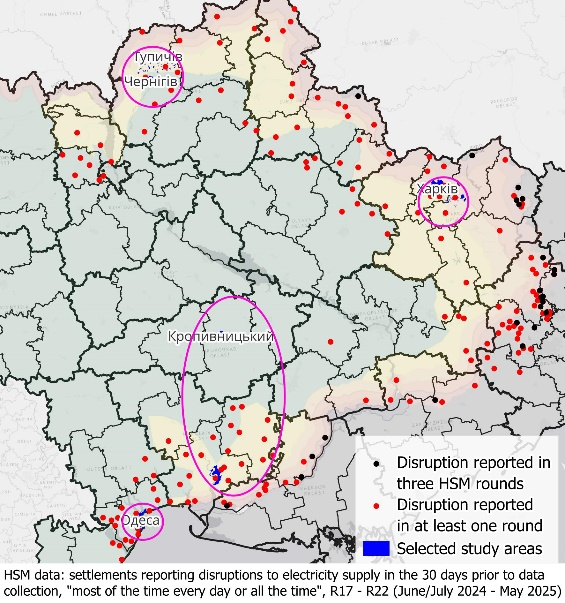 Тупичів
Чернігів
Харків
Кропивницький
Одеса
Disruption reported in
three HSM rounds
Disruption reported
in at least one round
Selected study areas
HSM data: settlements reporting disruptions to electricity supply in the 30 days prior to data
collection, "most of the time every day or all the time", R17 - R22 (June/July 2024 - May 2025)